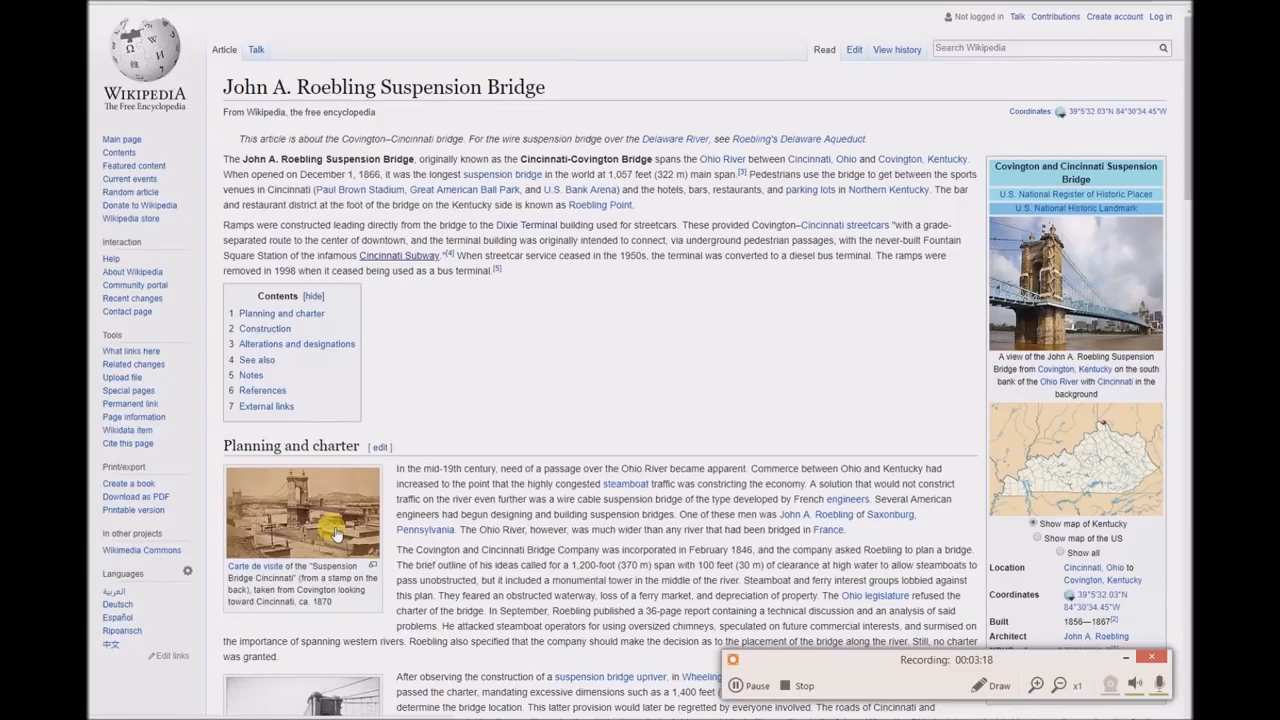 Not logged in Talk Contributions Create account Log in
WIKIPEDIA
The Free Encyclopedia
Article Talk
Read Edit View history
Search Wikipedia
Main page
Contents
Featured content
Current events
Random article
Donate to Wikipedia
Wikipedia store
Interaction
Help
About Wikipedia
Community portal
Recent changes
Contact page
Tools
What links here
Related changes
Upload file
Special pages
Permanent link
Page information
Wikidata item
Cite this page
Print/export
Create a book
Download as PDF
Printable version
In other projects
Wikimedia Commons
Languages
العربية
Deutsch
Español
Ripoarisch
中文
Edit links
John A. Roebling Suspension Bridge
From Wikipedia, the free encyclopedia
Coordinates: 39°5′32.03″N 84°30′34.45″W
This article is about the Covington–Cincinnati bridge. For the wire suspension bridge over the Delaware River, see Roebling's Delaware Aqueduct.
The John A. Roebling Suspension Bridge, originally known as the Cincinnati-Covington Bridge spans the Ohio River between Cincinnati, Ohio and Covington, Kentucky.
When opened on December 1, 1866, it was the longest suspension bridge in the world at 1,057 feet (322 m) main span.[3] Pedestrians use the bridge to get between the sports
venues in Cincinnati (Paul Brown Stadium, Great American Ball Park, and U.S. Bank Arena) and the hotels, bars, restaurants, and parking lots in Northern Kentucky. The bar
and restaurant district at the foot of the bridge on the Kentucky side is known as Roebling Point.
Ramps were constructed leading directly from the bridge to the Dixie Terminal building used for streetcars. These provided Covington–Cincinnati streetcars "with a grade-
separated route to the center of downtown, and the terminal building was originally intended to connect, via underground pedestrian passages, with the never-built Fountain
Square Station of the infamous Cincinnati Subway."[4] When streetcar service ceased in the 1950s, the terminal was converted to a diesel bus terminal. The ramps were
removed in 1998 when it ceased being used as a bus terminal.[5]
Contents [hide]
1 Planning and charter
2 Construction
3 Alterations and designations
4 See also
5 Notes
6 References
7 External links
Planning and charter [ edit ]
Carte de visite of the "Suspension
Bridge Cincinnati" (from a stamp on the
back), taken from Covington looking
toward Cincinnati, ca. 1870
In the mid-19th century, need of a passage over the Ohio River became apparent. Commerce between Ohio and Kentucky had
increased to the point that the highly congested steamboat traffic was constricting the economy. A solution that would not constrict
traffic on the river even further was a wire cable suspension bridge of the type developed by French engineers. Several American
engineers had begun designing and building suspension bridges. One of these men was John A. Roebling of Saxonburg,
Pennsylvania. The Ohio River, however, was much wider than any river that had been bridged in France.
The Covington and Cincinnati Bridge Company was incorporated in February 1846, and the company asked Roebling to plan a bridge.
The brief outline of his ideas called for a 1,200-foot (370 m) span with 100 feet (30 m) of clearance at high water to allow steamboats to
pass unobstructed, but it included a monumental tower in the middle of the river. Steamboat and ferry interest groups lobbied against
this plan. They feared an obstructed waterway, loss of a ferry market, and depreciation of property. The Ohio legislature refused the
charter of the bridge. In September, Roebling published a 36-page report containing a technical discussion and an analysis of said
problems. He attacked steamboat operators for using oversized chimneys, speculated on future commercial interests, and surmised on
the importance of spanning western rivers. Roebling also specified that the company should make the decision as to the placement of the bridge along the river. Still, no charter
was granted.
After observing the construction of a suspension bridge upriver, in Wheeling
passed the charter, mandating excessive dimensions such as a 1,400 feet
determine the bridge location. This latter provision would later be regretted by everyone involved. The roads of Cincinnati and
Covington and Cincinnati Suspension
Bridge
U.S. National Register of Historic Places
U.S. National Historic Landmark
A view of the John A. Roebling Suspension
Bridge from Covington, Kentucky on the south
bank of the Ohio River with Cincinnati in the
background
Show map of Kentucky
Show map of the US
Show all
Location Cincinnati, Ohio to
Covington, Kentucky
Coordinates 39°5′32.03″N
84°30′34.45″W
Built 1856—1867[2]
Architect John A. Roebling
Recording: 00:03:18
Pause Stop Draw x1